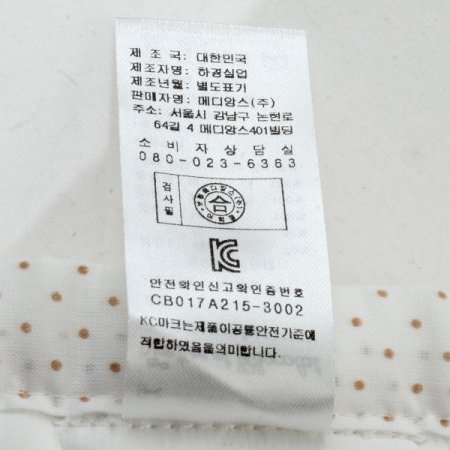 제 조 국: 대한민국
제조자명: 하경실업
제조년월: 별도표기
판매자명: 메디앙스(주)
주소: 서울시 강남구 논현로
64길 4 메디앙스401빌딩
소 비 자 상 담 실
080-023-6363
검사필
合
KC
안전확인신고확인증번호
CB017A215-3002
KC마크는제품이공통안전기준에
적합하였음을의미합니다.